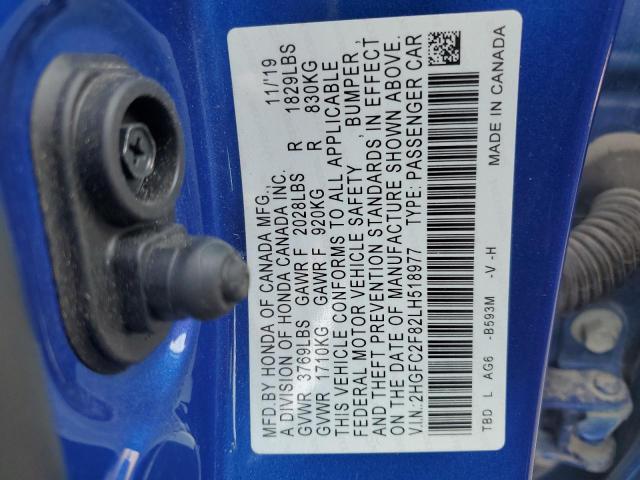 MFD.BY HONDA OF CANADA MFG., 11/'19
A DIVISION OF HONDA CANADA INC.
GVWR 3769LBS GAWR F 2028LBS R 1829LBS
GVWR 1710KG GAWR F 920KG R 830KG
THIS VEHICLE CONFORMS TO ALL APPLICABLE
FEDERAL MOTOR VEHICLE SAFETY , BUMPER ,
AND THEFT PREVENTION STANDARDS IN EFFECT
ON THE DATE OF MANUFACTURE SHOWN ABOVE.
V.I.N.:2HGFC2F82LH518977 TYPE: PASSENGER CAR
TBD L AG6 -B593M -V -H MADE IN CANADA